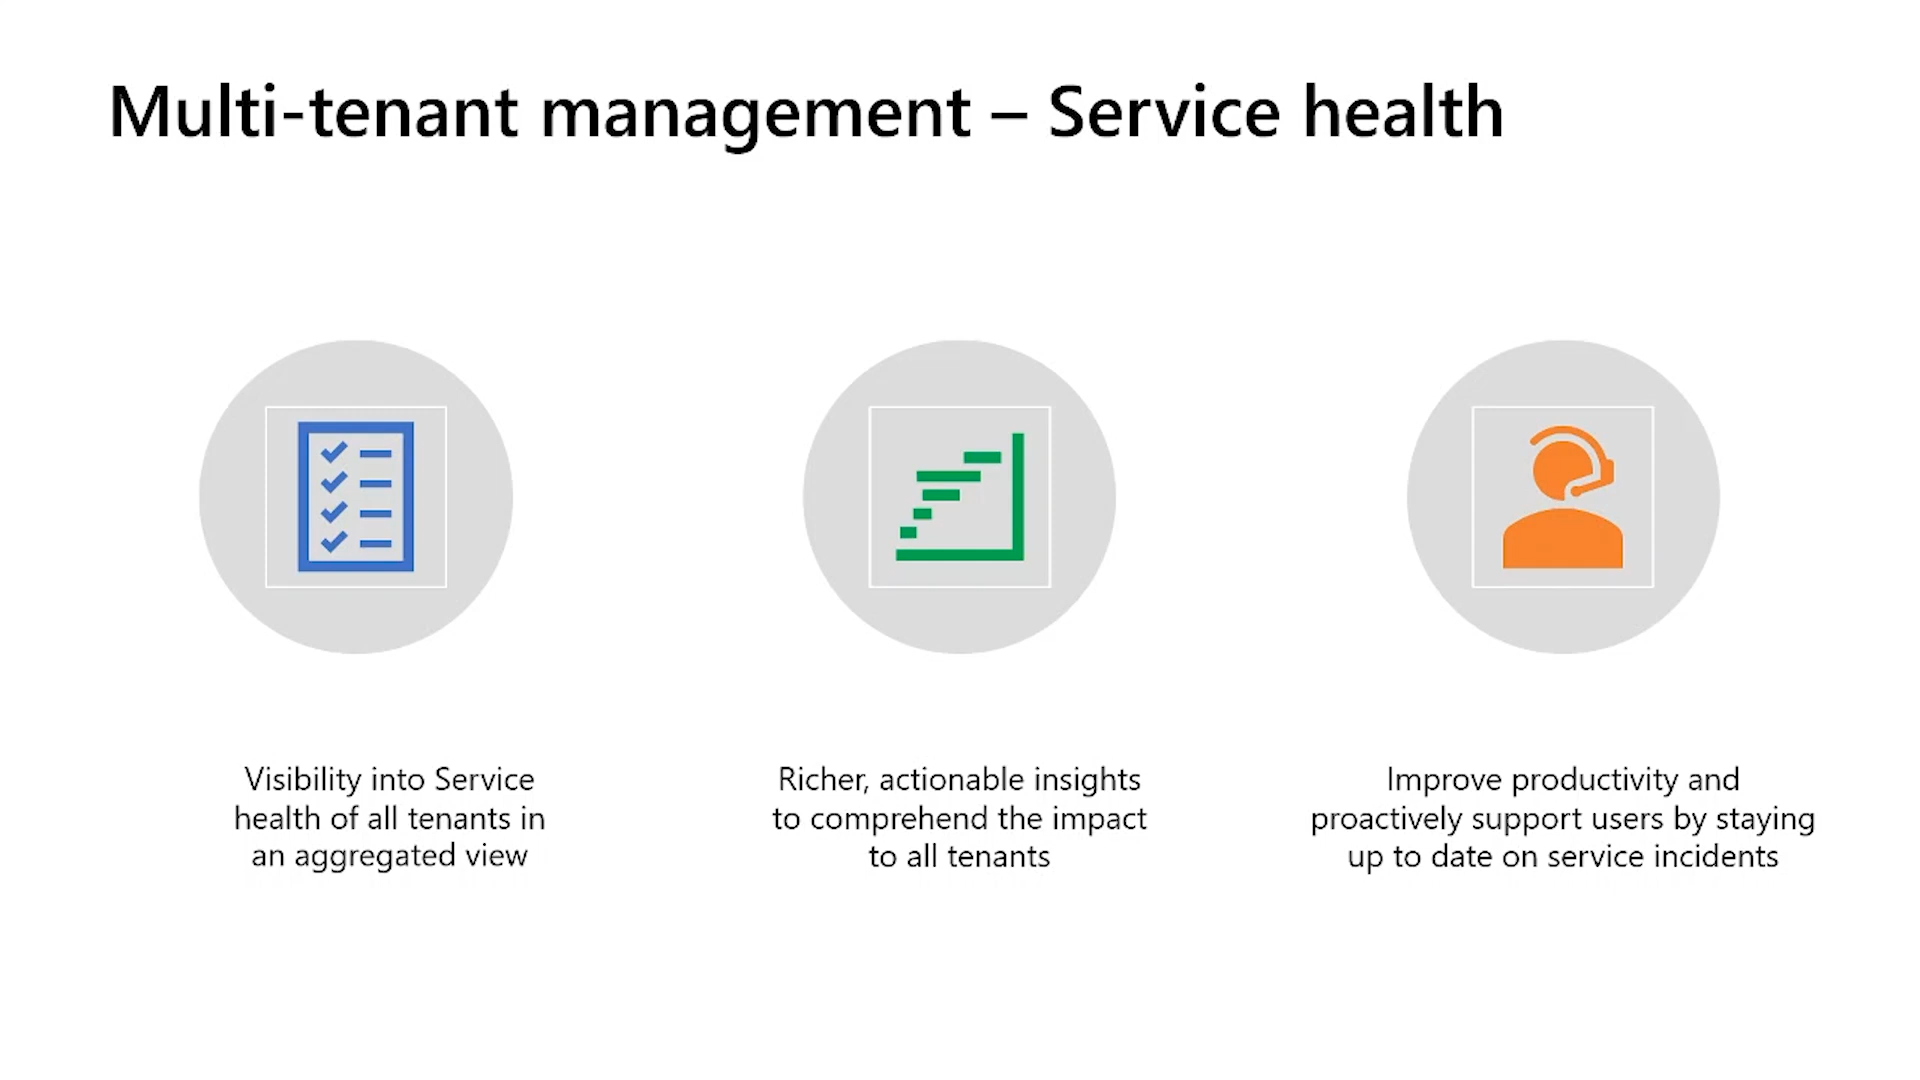 Multi-tenant management – Service health
Visibility into Service
health of all tenants in
an aggregated view
Richer, actionable insights
to comprehend the impact
to all tenants
Improve productivity and
proactively support users by staying
up to date on service incidents